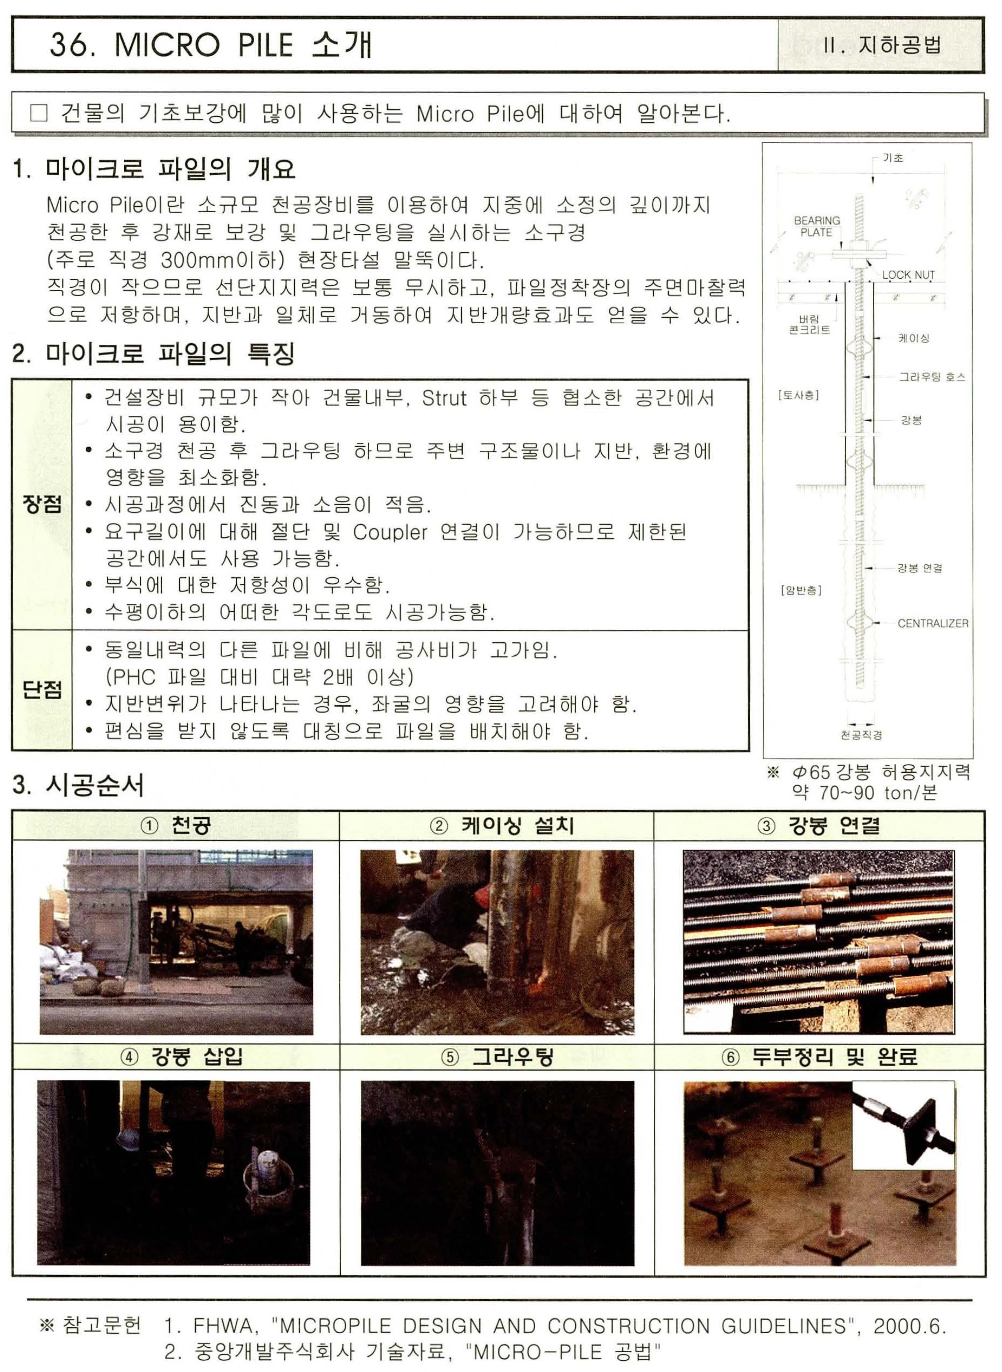 36. MICRO PILE 소개
II. 지하공법
□ 건물의 기초보강에 많이 사용하는 Micro Pile에 대하여 알아본다.
1. 마이크로 파일의 개요
Micro Pile이란 소규모 천공장비를 이용하여 지중에 소정의 깊이까지
천공한 후 강재로 보강 및 그라우팅을 실시하는 소구경
(주로 직경 300mm이하) 현장타설 말뚝이다.
직경이 작으므로 선단지지력은 보통 무시하고, 파일정착장의 주면마찰력
으로 저항하며, 지반과 일체로 거동하여 지반개량효과도 얻을 수 있다.
2. 마이크로 파일의 특징
장점
• 건설장비 규모가 작아 건물내부, Strut 하부 등 협소한 공간에서
시공이 용이함.
• 소구경 천공 후 그라우팅 하므로 주변 구조물이나 지반, 환경에
영향을 최소화함.
• 시공과정에서 진동과 소음이 적음.
• 요구길이에 대해 절단 및 Coupler 연결이 가능하므로 제한된
공간에서도 사용 가능함.
• 부식에 대한 저항성이 우수함.
• 수평이하의 어떠한 각도로도 시공가능함.
단점
• 동일내력의 다른 파일에 비해 공사비가 고가임.
(PHC 파일 대비 대략 2배 이상)
• 지반변위가 나타나는 경우, 좌굴의 영향을 고려해야 함.
• 편심을 받지 않도록 대칭으로 파일을 배치해야 함.
기초
BEARING
PLATE
LOCK NUT
버림
콘크리트
케이싱
그라우팅 호스
[토사층]
강봉
강봉 연결
[암반층]
CENTRALIZER
천공직경
※ Φ65 강봉 허용지지력
약 70~90 ton/본
3. 시공순서
① 천공
② 케이싱 설치
③ 강봉 연결
④ 강봉 삽입
⑤ 그라우팅
⑥ 두부정리 및 완료
※ 참고문헌 1. FHWA, "MICROPILE DESIGN AND CONSTRUCTION GUIDELINES", 2000.6.
2. 중앙개발주식회사 기술자료, "MICRO-PILE 공법"